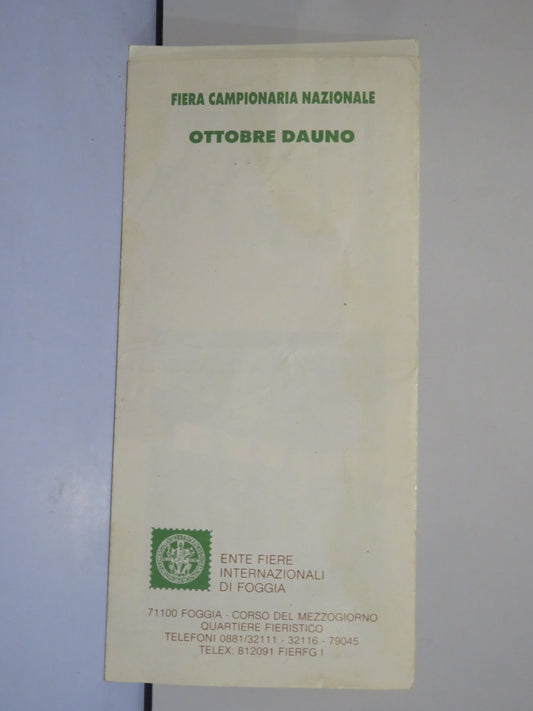 FIERA CAMPIONARIA NAZIONALE
OTTOBRE DAUNO
ENTE FIERE
INTERNAZIONALI
DI FOGGIA
71100 FOGGIA - CORSO DEL MEZZOGIORNO
QUARTIERE FIERISTICO
TELEFONI 0881/32111 - 32116 - 79045
TELEX: 812091 FIERFG I